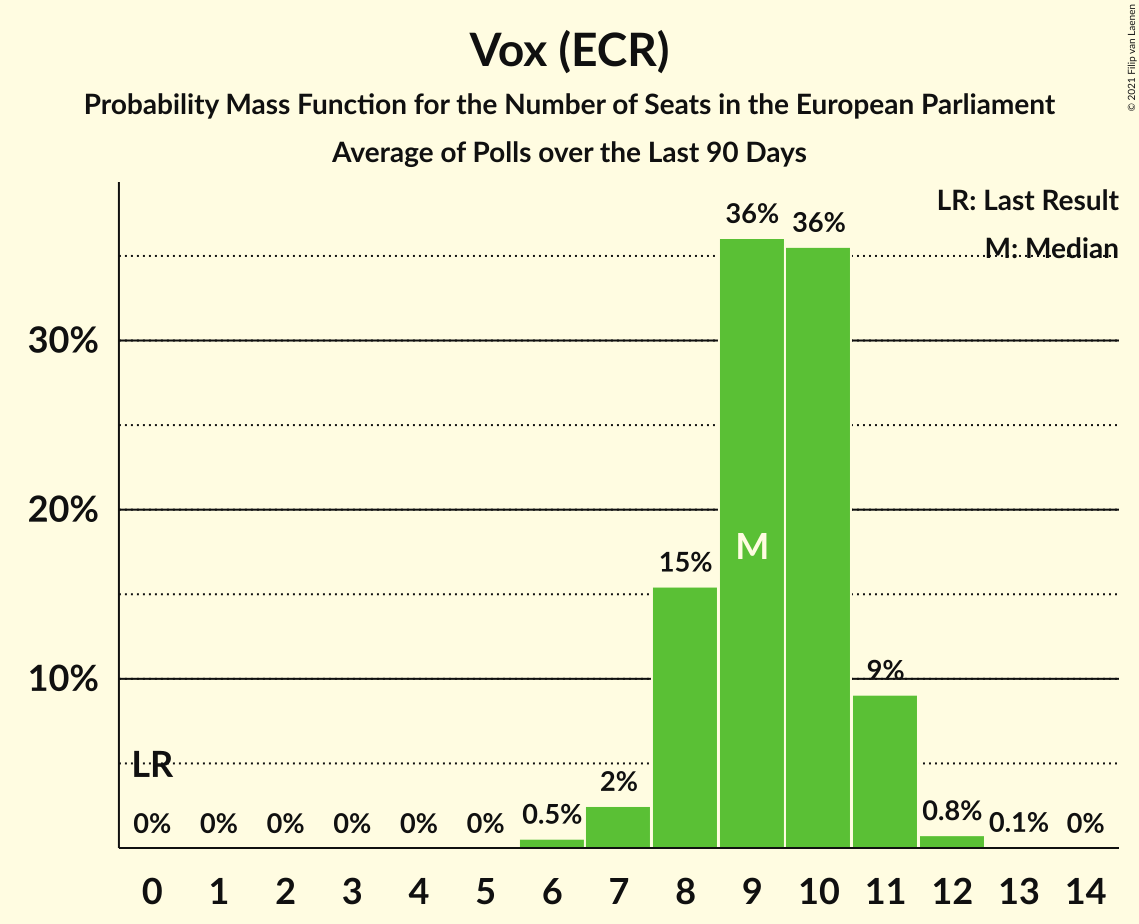 Vox (ECR)
Probability Mass Function for the Number of Seats in the European Parliament
Average of Polls over the Last 90 Days
© 2021 Filip van Laenen
LR: Last Result
M: Median
36%
36%
30%
20%
M
15%
10%
9%
LR
2%
0%
0%
0%
0%
0%
0%
0.5%
0.8%
0.1%
0%
0 1 2 3 4 5 6 7 8 9 10 11 12 13 14